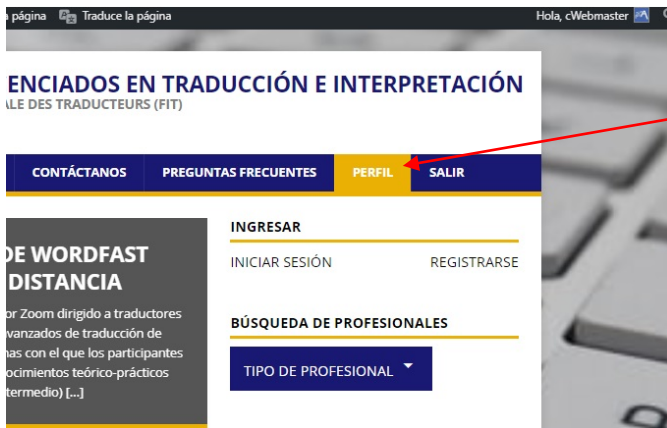 página Traduce la página Hola, cWebmaster
ENCIADOS EN TRADUCCIÓN E INTERPRETACIÓN
ALE DES TRADUCTEURS (FIT)
CONTÁCTANOS PREGUNTAS FRECUENTES PERFIL SALIR
INGRESAR
INICIAR SESIÓN REGISTRARSE
DE WORDFAST
DISTANCIA
or Zoom dirigido a traductores
vanzados de traducción de
nas con el que los participantes
ocimientos teórico-prácticos
termedio) [...]
BÚSQUEDA DE PROFESIONALES
TIPO DE PROFESIONAL